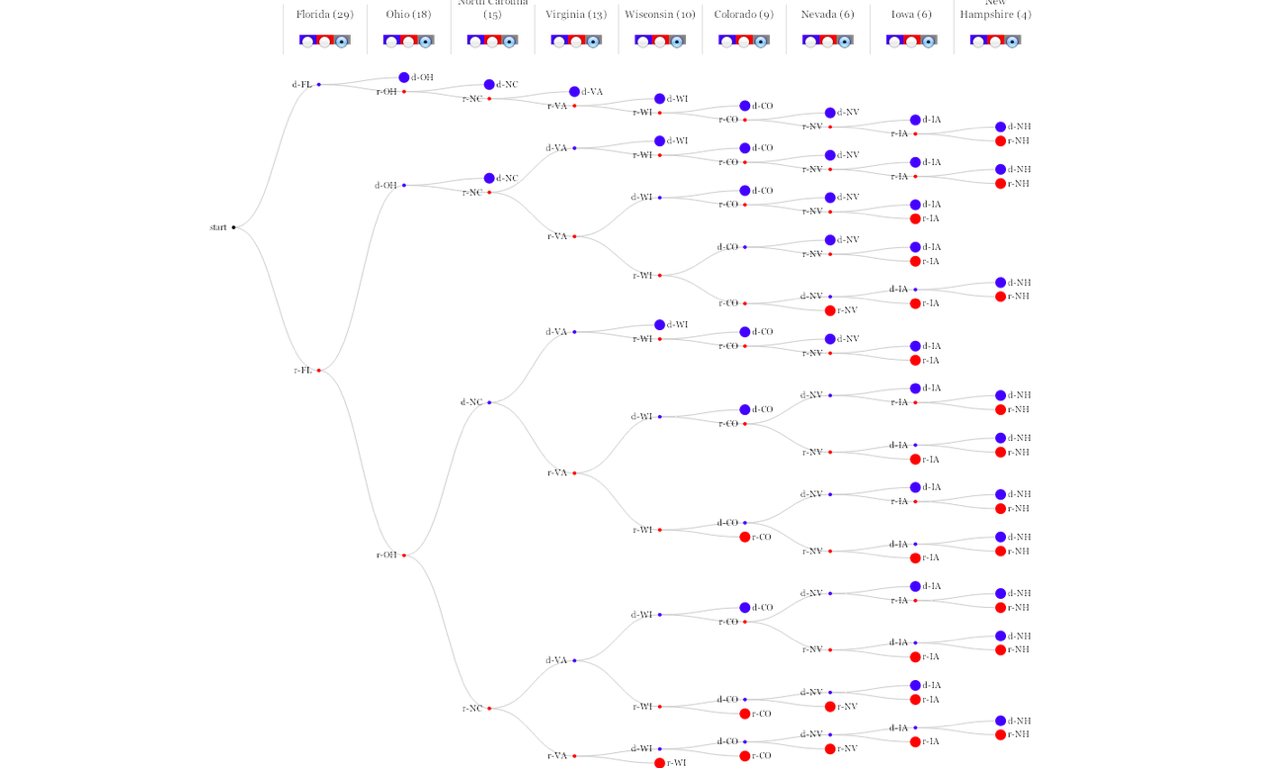 North Carolina
New
Florida (29)
Ohio (18)
(15)
Virginia (13)
Wisconsin (10)
Colorado (9)
Nevada (6)
Iowa (6)
Hampshire (4)
d-OH
d-FL
d-NC
r-OH
d-VA
r-NC
d-WI
r-VA
d-CO
r-WI
d-NV
r-CO
d-IA
r-NV
d-NH
r-IA
r-NH
d-WI
d-VA
d-CO
r-WI
d-NV
r-CO
d-IA
r-NV
d-NH
r-IA
r-NH
d-NC
d-OH
r-NC
d-CO
d-WI
d-NV
r-CO
d-IA
r-NV
r-IA
start
r-VA
d-NV
d-CO
d-IA
r-NV
r-IA
r-WI
d-NH
d-IA
d-NV
r-NH
r-CO
r-IA
r-NV
d-WI
d-VA
d-CO
r-WI
d-NV
r-CO
d-IA
r-NV
r-IA
r-FL
d-IA
d-NV
d-NH
d-NC
r-IA
d-CO
r-NH
d-WI
r-CO
d-NH
d-IA
r-NV
r-NH
r-IA
r-VA
d-IA
d-NV
d-NH
r-IA
r-NH
d-CO
r-WI
r-CO
d-NH
d-IA
r-NV
r-NH
r-OH
r-IA
d-IA
d-NV
d-NH
r-IA
d-CO
r-NH
d-WI
r-CO
d-NH
d-IA
r-NV
r-NH
r-IA
d-VA
d-IA
d-NV
d-CO
r-IA
r-WI
r-NV
r-NC
r-CO
d-NH
d-IA
d-NV
r-NH
d-CO
r-IA
d-WI
r-NV
r-VA
r-CO
r-WI